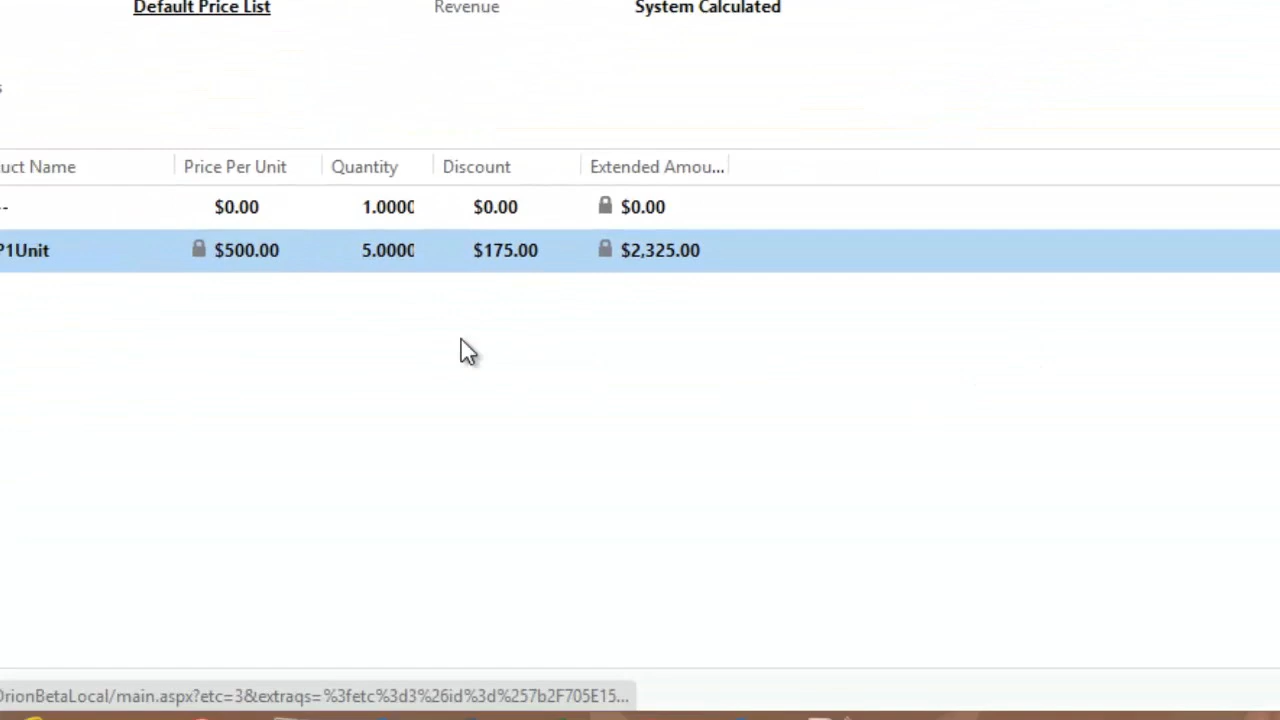 Default Price List Revenue System Calculated
s
uct Name Price Per Unit Quantity Discount Extended Amou...
-- $0.00 1.0000 $0.00 $0.00
P1Unit $500.00 5.0000 $175.00 $2,325.00
OrionBetaLocal/main.aspx?etc=3&extraqs=%3fetc%3d3%26id%3d%257b2F705E15...